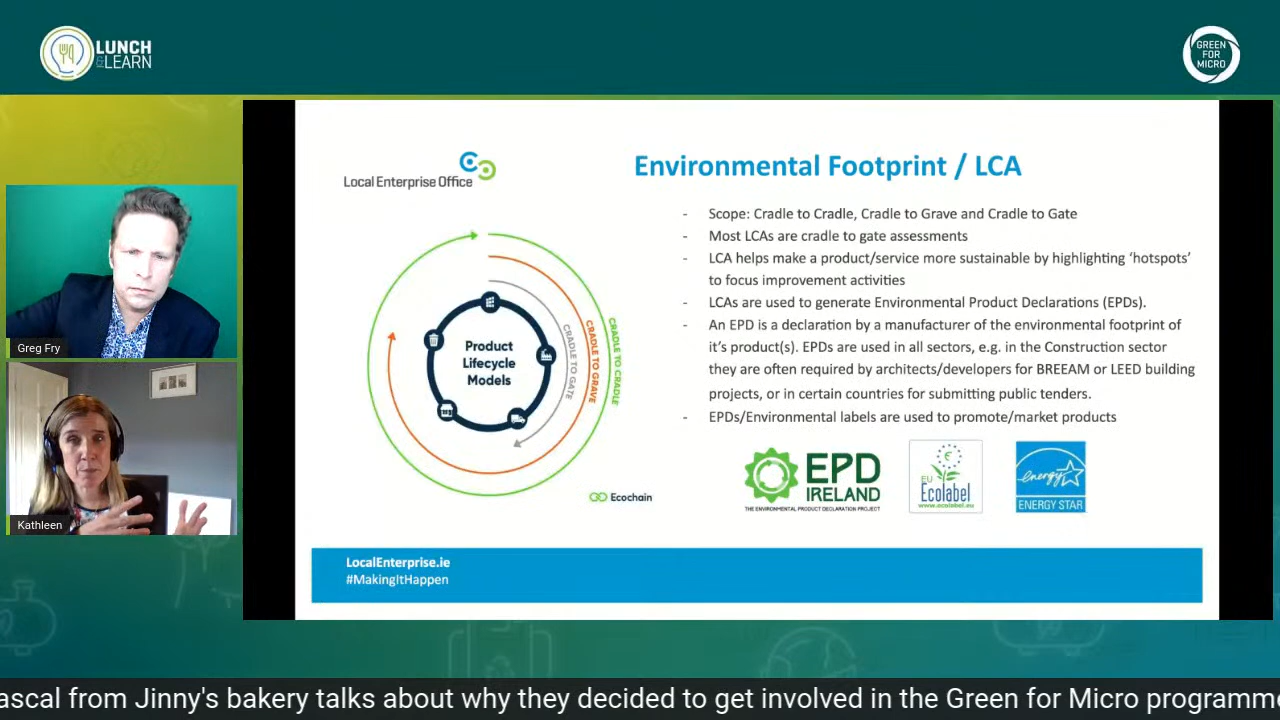 LUNCH
&LEARN
GREEN
FOR
MICRO
Local Enterprise Office
Environmental Footprint / LCA
- Scope: Cradle to Cradle, Cradle to Grave and Cradle to Gate
- Most LCAs are cradle to gate assessments
- LCA helps make a product/service more sustainable by highlighting ‘hotspots’
to focus improvement activities
- LCAs are used to generate Environmental Product Declarations (EPDs).
- An EPD is a declaration by a manufacturer of the environmental footprint of
it’s product(s). EPDs are used in all sectors, e.g. in the Construction sector
they are often required by architects/developers for BREEAM or LEED building
projects, or in certain countries for submitting public tenders.
- EPDs/Environmental labels are used to promote/market products
Product
Lifecycle
Models
CRADLE TO GATE
CRADLE TO GRAVE
CRADLE TO CRADLE
Ecochain
EPD
IRELAND
THE ENVIRONMENTAL PRODUCT DECLARATION PROJECT
EU
Ecolabel
www.ecolabel.eu
energy
ENERGY STAR
LocalEnterprise.ie
#MakingItHappen
Greg Fry
Kathleen
ascal from Jinny's bakery talks about why they decided to get involved in the Green for Micro programme